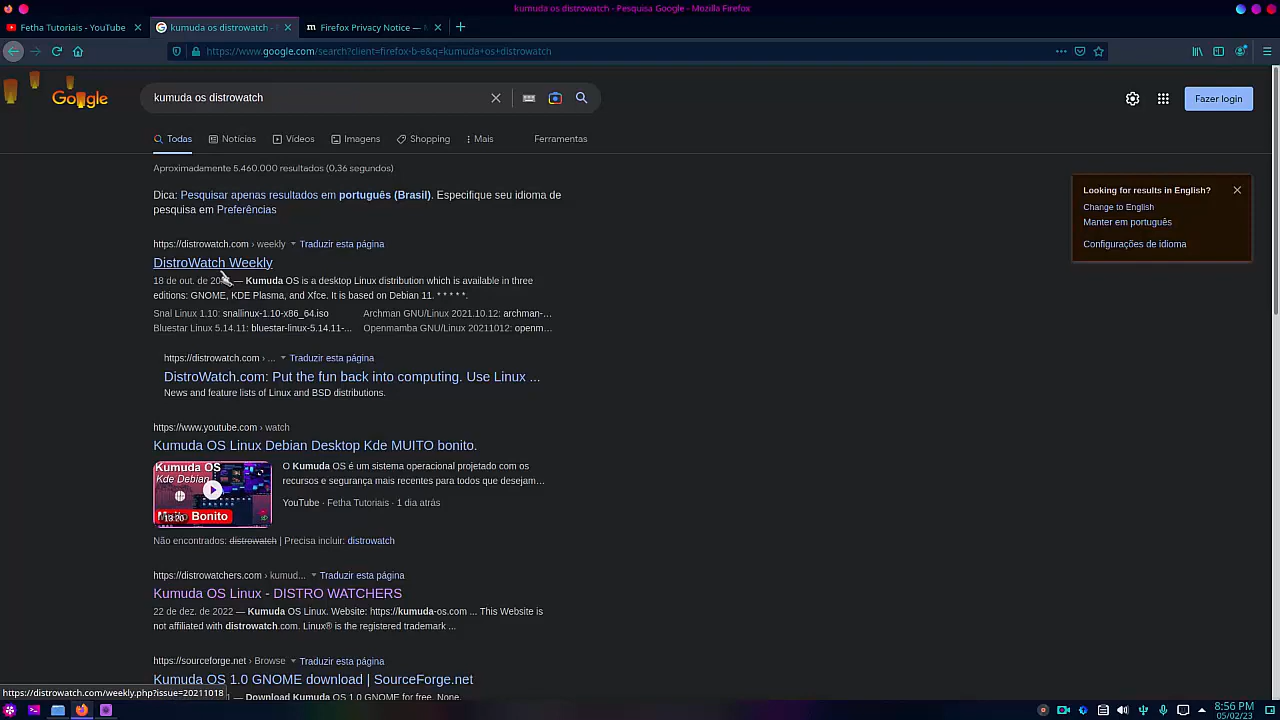 kumuda os distrowatch - Pesquisa Google - Mozilla Firefox
Fetha Tutoriais - YouTube
kumuda os distrowatch -
Firefox Privacy Notice —
https://www.google.com/search?client=firefox-b-e&q=kumuda+os+distrowatch
Google
kumuda os distrowatch
Fazer login
Todas
Notícias
Vídeos
Imagens
Shopping
Mais
Ferramentas
Aproximadamente 5.460.000 resultados (0,36 segundos)
Dica: Pesquisar apenas resultados em português (Brasil). Especifique seu idioma de
pesquisa em Preferências
Looking for results in English?
Change to English
Manter em português
Configurações de idioma
https://distrowatch.com › weekly Traduzir esta página
DistroWatch Weekly
18 de out. de — Kumuda OS is a desktop Linux distribution which is available in three
editions: GNOME, KDE Plasma, and Xfce. It is based on Debian 11. * * * * *.
Snal Linux 1.10: snallinux-1.10-x86_64.iso
Archman GNU/Linux 2021.10.12: archman-...
Bluestar Linux 5.14.11: bluestar-linux-5.14.11-...
Openmamba GNU/Linux 20211012: openm...
https://distrowatch.com › ... Traduzir esta página
DistroWatch.com: Put the fun back into computing. Use Linux ...
News and feature lists of Linux and BSD distributions.
https://www.youtube.com › watch
Kumuda OS Linux Debian Desktop Kde MUITO bonito.
Kumuda OS
Kde Debian
Muito Bonito
13:20
O Kumuda OS é um sistema operacional projetado com os
recursos e segurança mais recentes para todos que desejam...
YouTube · Fetha Tutoriais · 1 dia atrás
Não encontrados: distrowatch | Precisa incluir: distrowatch
https://distrowatchers.com › kumud... Traduzir esta página
Kumuda OS Linux - DISTRO WATCHERS
22 de dez. de 2022 — Kumuda OS Linux. Website: https://kumuda-os.com ... This Website is
not affiliated with distrowatch.com. Linux® is the registered trademark ...
https://sourceforge.net › Browse Traduzir esta página
Kumuda OS 1.0 GNOME download | SourceForge.net
Download Kumuda OS 1.0 GNOME for free. None.
https://distrowatch.com/weekly.php?issue=20211018
8:56 PM
05/02/23